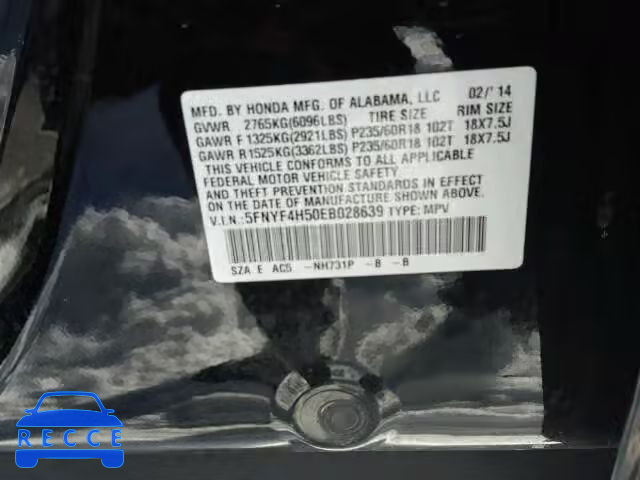 MFD. BY HONDA MFG. OF ALABAMA, LLC 02/'14
GVWR 2765KG(6096LBS) TIRE SIZE RIM SIZE
GAWR F 1325KG(2921LBS) P235/60R18 102T 18X7.5J
GAWR R 1525KG(3362LBS) P235/60R18 102T 18X7.5J
THIS VEHICLE CONFORMS TO ALL APPLICABLE
FEDERAL MOTOR VEHICLE SAFETY
AND THEFT PREVENTION STANDARDS IN EFFECT
ON THE DATE OF MANUFACTURE SHOWN ABOVE.
V.I.N.: 5FNYF4H50EB028639 TYPE: MPV
SZA E AC5 -NH731P -B -B
RECCE